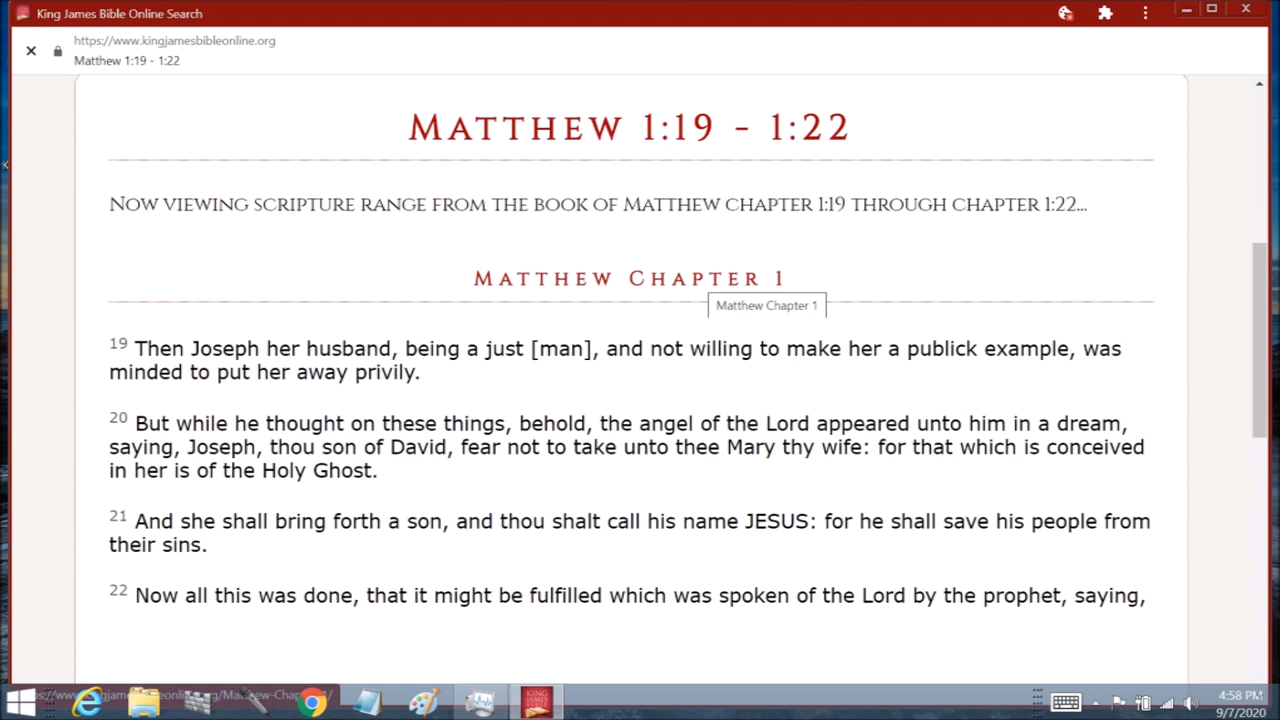 King James Bible Online Search
https://www.kingjamesbibleonline.org
Matthew 1:19 - 1:22
Matthew 1:19 - 1:22
Now viewing scripture range from the book of Matthew chapter 1:19 through chapter 1:22...
Matthew Chapter 1
Matthew Chapter 1
19 Then Joseph her husband, being a just [man], and not willing to make her a publick example, was
minded to put her away privily.
20 But while he thought on these things, behold, the angel of the Lord appeared unto him in a dream,
saying, Joseph, thou son of David, fear not to take unto thee Mary thy wife: for that which is conceived
in her is of the Holy Ghost.
21 And she shall bring forth a son, and thou shalt call his name JESUS: for he shall save his people from
their sins.
22 Now all this was done, that it might be fulfilled which was spoken of the Lord by the prophet, saying,
KING
JAMES
BIBLE
4:58 PM
9/7/2020